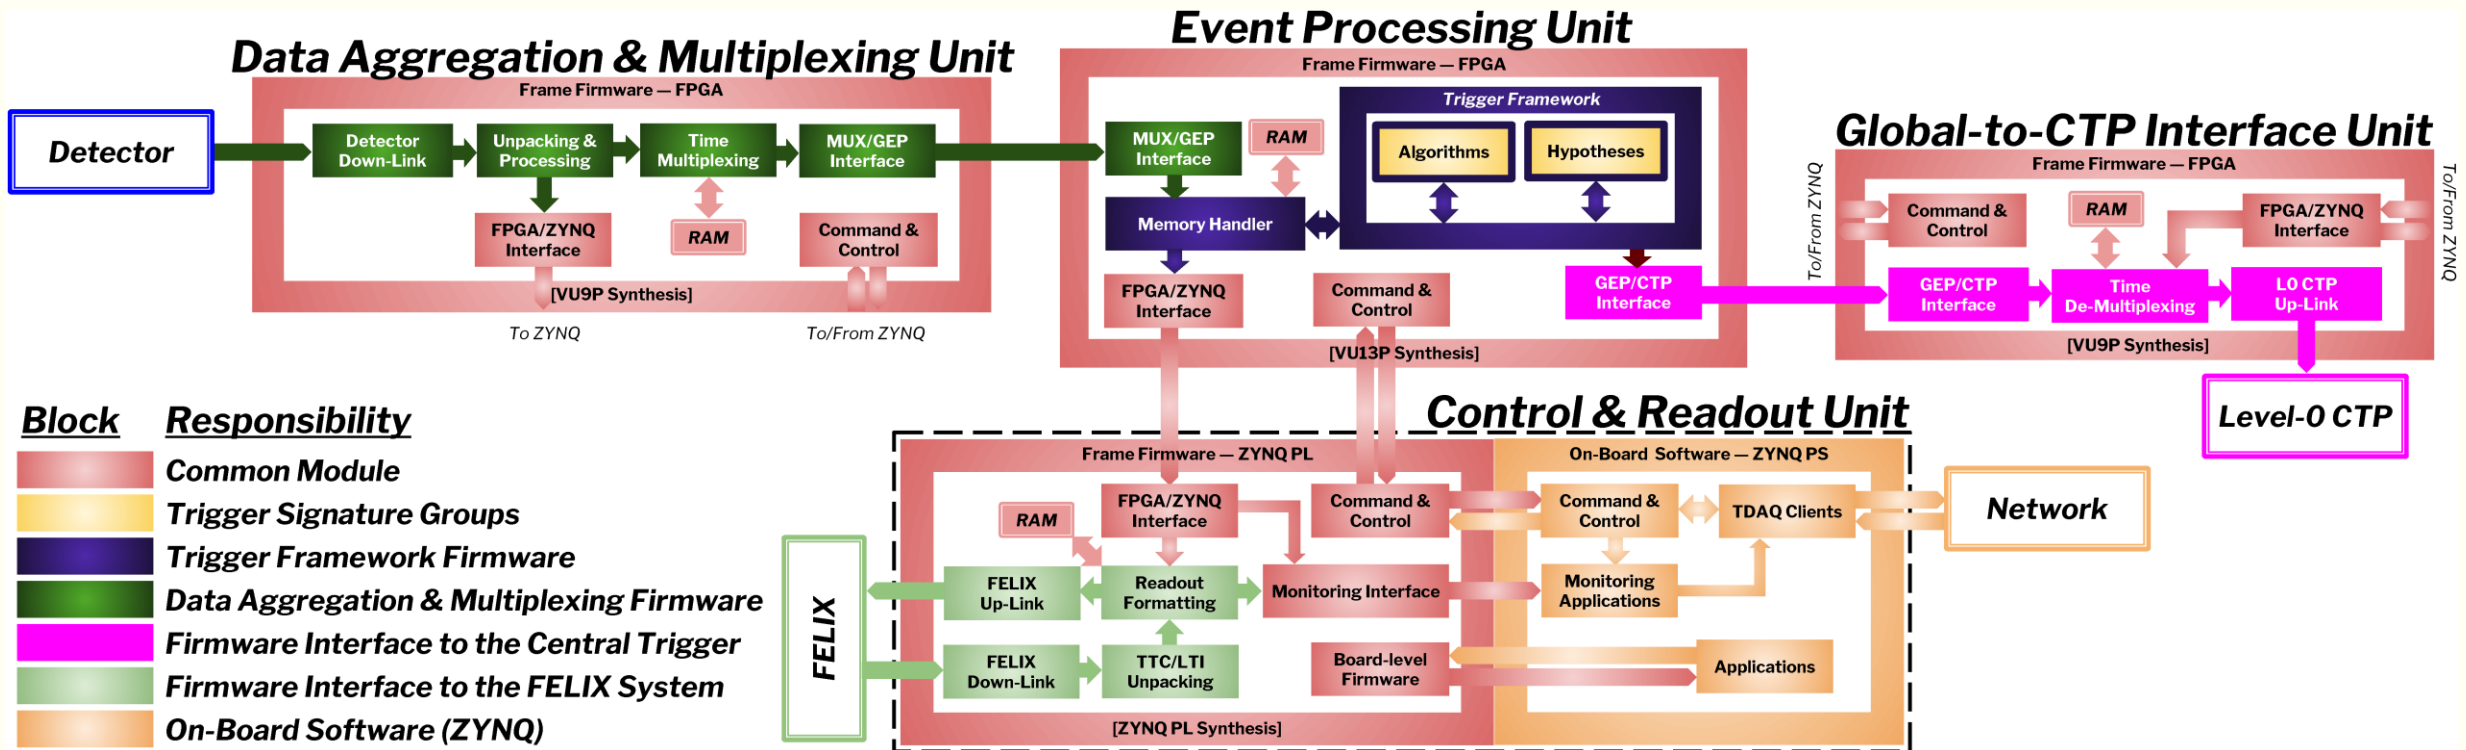 Data Aggregation & Multiplexing Unit
Frame Firmware — FPGA
Detector
Detector
Down-Link
Unpacking &
Processing
Time
Multiplexing
MUX/GEP
Interface
FPGA/ZYNQ
Interface
RAM
Command &
Control
[VU9P Synthesis]
To ZYNQ
To/From ZYNQ
Event Processing Unit
Frame Firmware — FPGA
MUX/GEP
Interface
RAM
Trigger Framework
Algorithms
Hypotheses
Memory Handler
FPGA/ZYNQ
Interface
Command &
Control
GEP/CTP
Interface
[VU13P Synthesis]
Global-to-CTP Interface Unit
Frame Firmware — FPGA
To/From ZYNQ
Command &
Control
RAM
FPGA/ZYNQ
Interface
To/From ZYNQ
GEP/CTP
Interface
Time
De-Multiplexing
L0 CTP
Up-Link
[VU9P Synthesis]
Level-0 CTP
Block Responsibility
Common Module
Trigger Signature Groups
Trigger Framework Firmware
Data Aggregation & Multiplexing Firmware
Firmware Interface to the Central Trigger
Firmware Interface to the FELIX System
On-Board Software (ZYNQ)
Control & Readout Unit
Frame Firmware — ZYNQ PL
On-Board Software — ZYNQ PS
FELIX
RAM
FPGA/ZYNQ
Interface
Command &
Control
Command &
Control
TDAQ Clients
Network
FELIX
Up-Link
Readout
Formatting
Monitoring Interface
Monitoring
Applications
FELIX
Down-Link
TTC/LTI
Unpacking
Board-level
Firmware
Applications
[ZYNQ PL Synthesis]